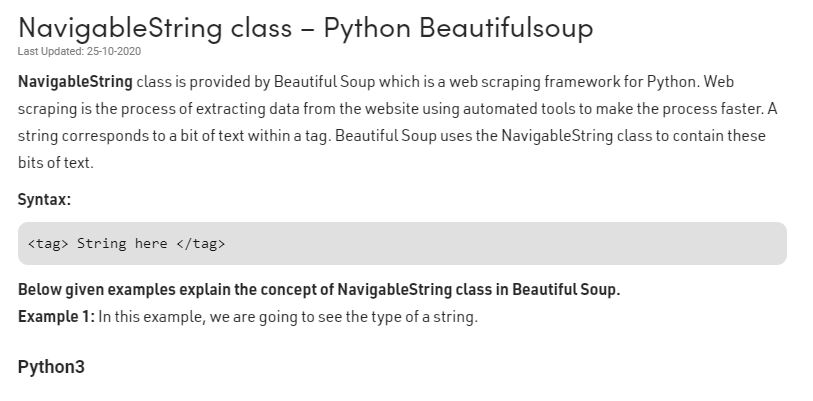 NavigableString class – Python Beautifulsoup
Last Updated: 25-10-2020
NavigableString class is provided by Beautiful Soup which is a web scraping framework for Python. Web
scraping is the process of extracting data from the website using automated tools to make the process faster. A
string corresponds to a bit of text within a tag. Beautiful Soup uses the NavigableString class to contain these
bits of text.
Syntax:
<tag> String here </tag>
Below given examples explain the concept of NavigableString class in Beautiful Soup.
Example 1: In this example, we are going to see the type of a string.
Python3